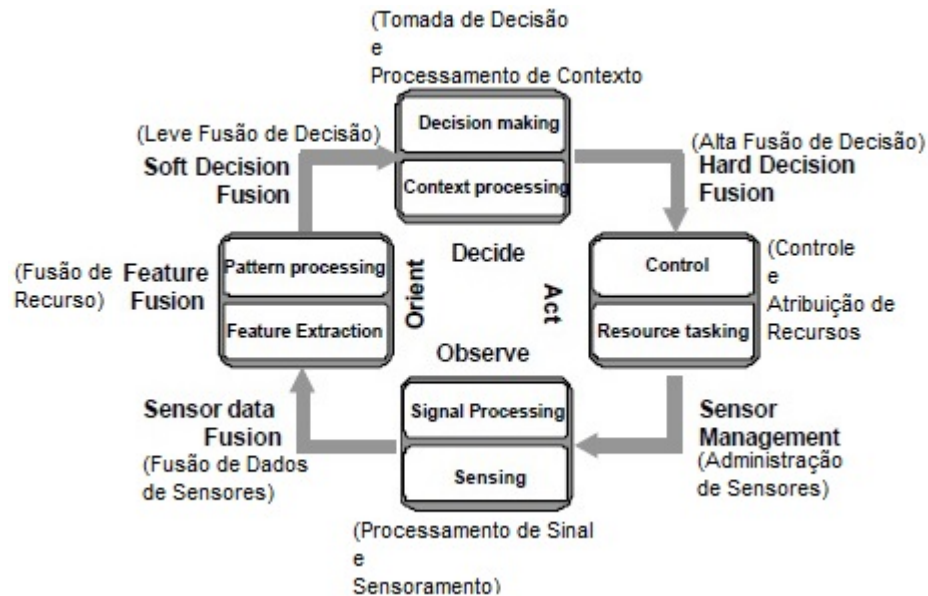 (Tomada de Decisão
e
Processamento de Contexto
Decision making
Context processing
(Leve Fusão de Decisão)
Soft Decision
Fusion
(Alta Fusão de Decisão)
Hard Decision
Fusion
Decide
(Fusão de
Recurso)
Feature
Fusion
Pattern processing
Feature Extraction
Orient
Act
Control
Resource tasking
(Controle
e
Atribuição de
Recursos
Observe
Sensor data
Fusion
(Fusão de Dados
de Sensores)
Signal Processing
Sensing
Sensor
Management
(Administração
de Sensores)
(Processamento de Sinal
e
Sensoramento)